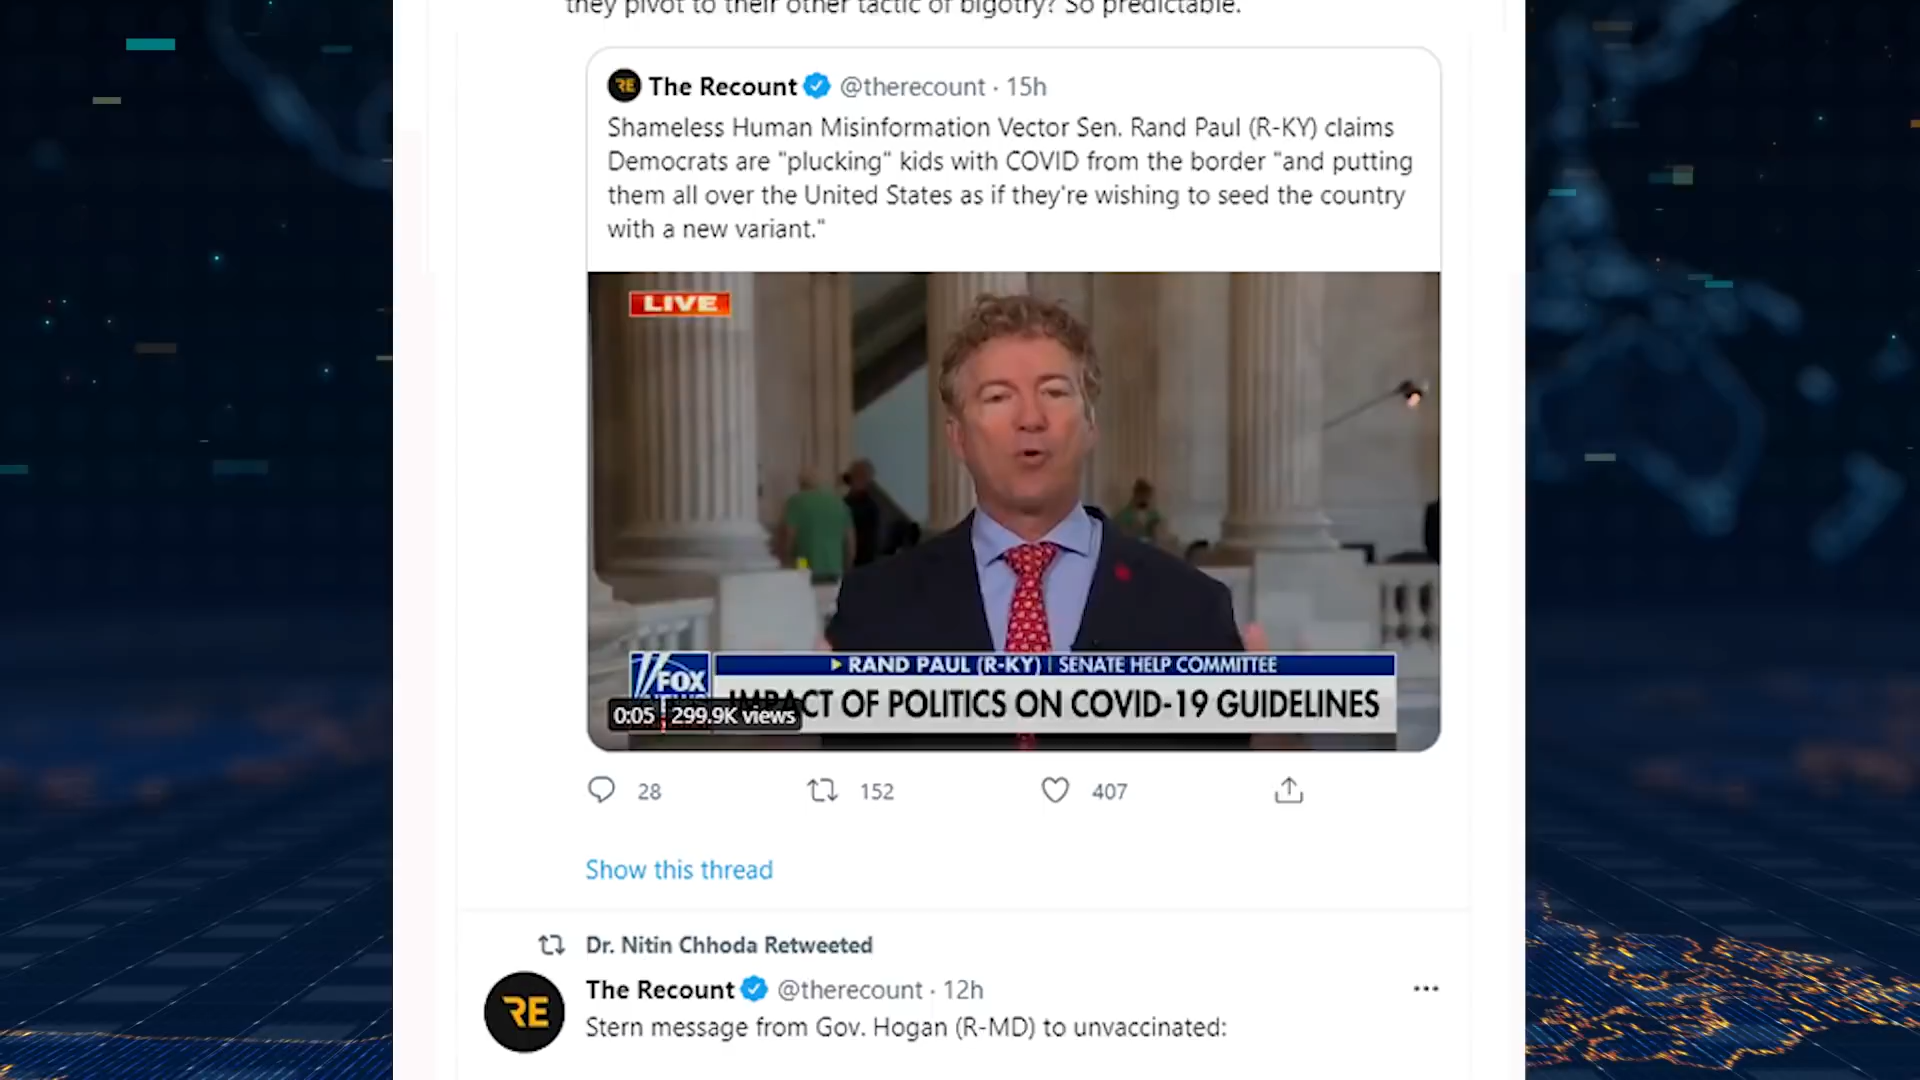 they pivot to their other tactic of bigotry? So predictable.
RE The Recount @therecount · 15h
Shameless Human Misinformation Vector Sen. Rand Paul (R-KY) claims
Democrats are "plucking" kids with COVID from the border "and putting
them all over the United States as if they're wishing to seed the country
with a new variant."
LIVE
RAND PAUL (R-KY) | SENATE HELP COMMITTEE
FOX
NEWS
IMPACT OF POLITICS ON COVID-19 GUIDELINES
0:05 299.9K views
28 152 407
Show this thread
Dr. Nitin Chhoda Retweeted
RE The Recount @therecount · 12h
Stern message from Gov. Hogan (R-MD) to unvaccinated: